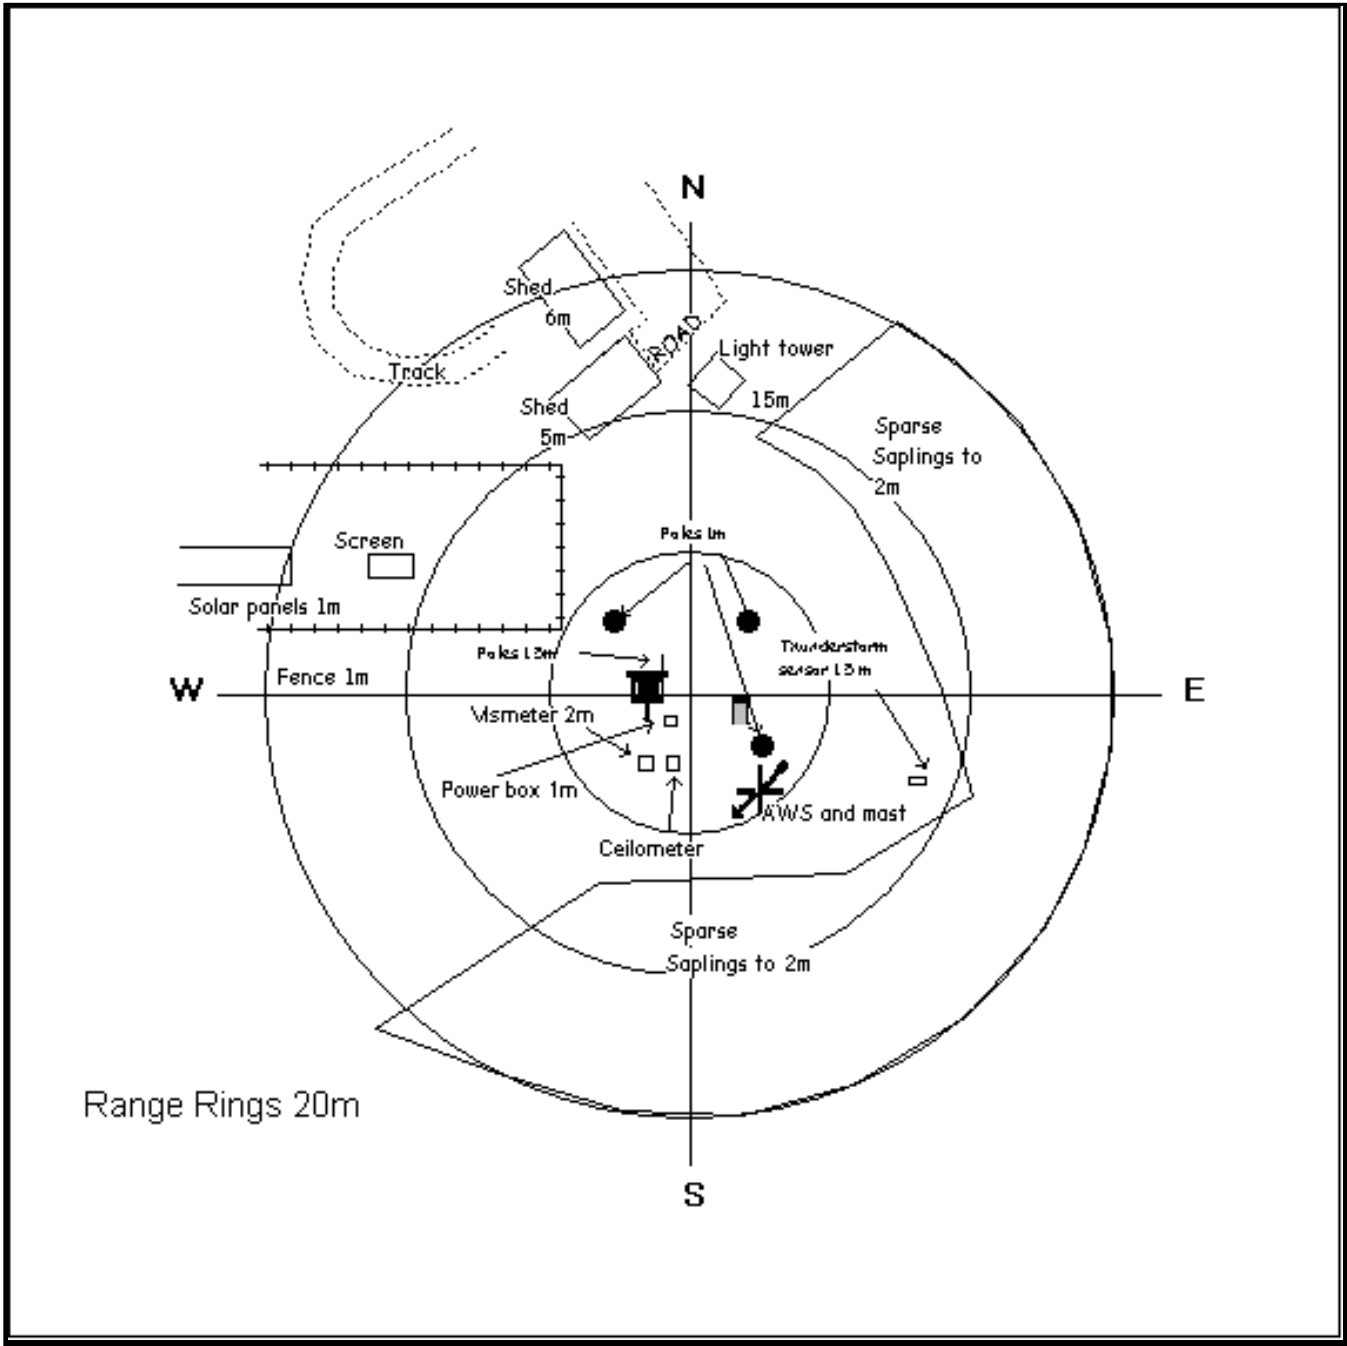 N
Shed
6m
ROAD
Light tower
Track
15m
Shed
5m
Sparse
Saplings to
2m
Poles 1m
Screen
Solar panels 1m
Thunderstorm
sensor 1.5m
Poles 1.5m
Fence 1m
W
E
Vismeter 2m
Power box 1m
AWS and mast
Ceilometer
Sparse
Saplings to 2m
Range Rings 20m
S